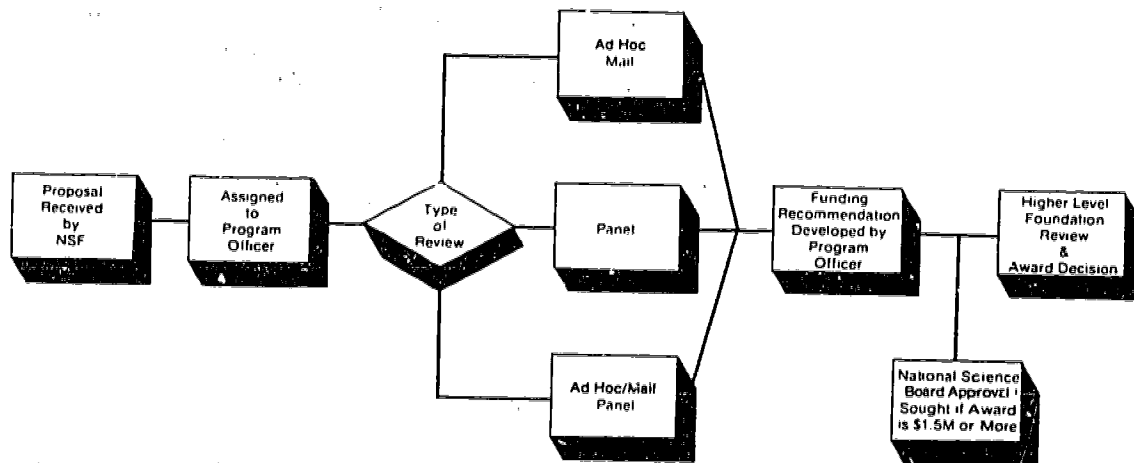 Proposal
Received
by
NSF
Assigned
to
Program
Officer
Type
of
Review
Ad Hoc
Mail
Panel
Ad Hoc/Mail
Panel
Funding
Recommendation
Developed by
Program
Officer
Higher Level
Foundation
Review
&
Award Decision
National Science
Board Approval
Sought if Award
is $1.5M or More